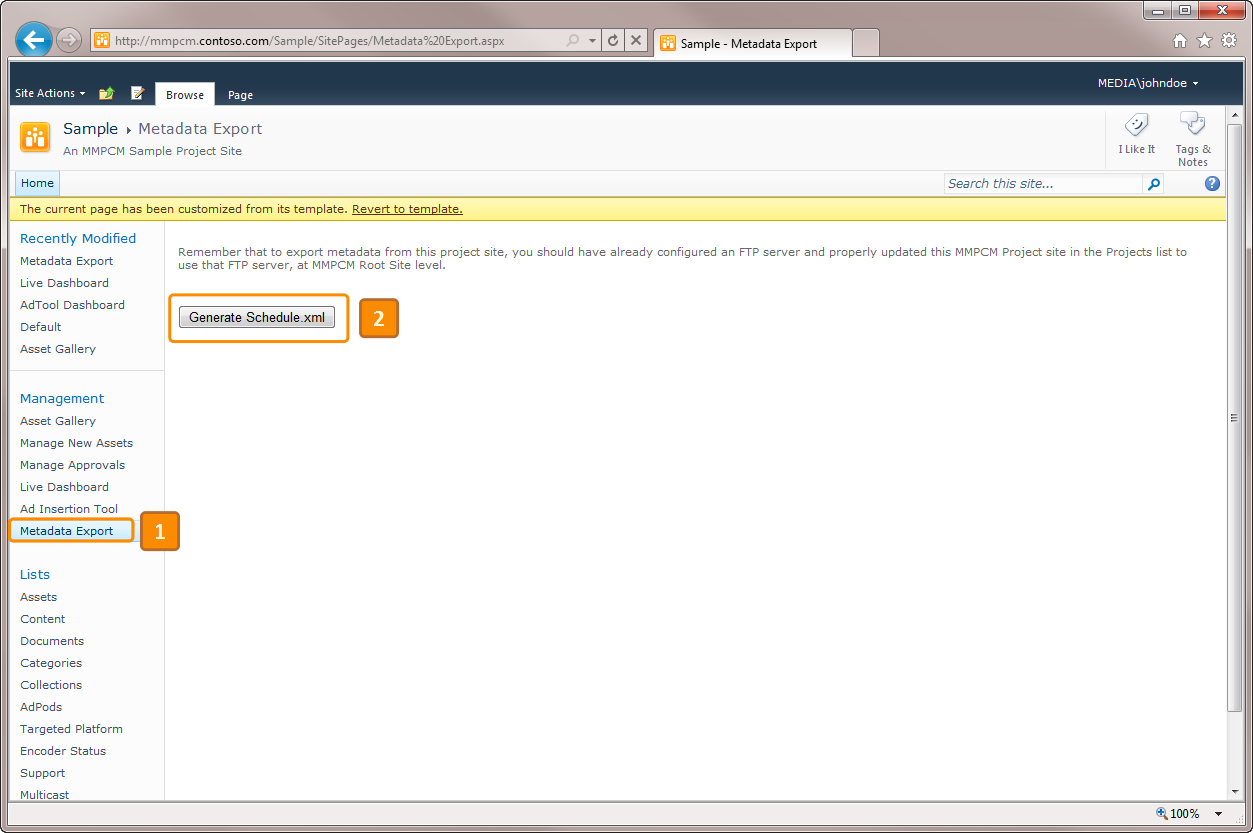 http://mmpcm.contoso.com/Sample/SitePages/Metadata%20Export.aspx
Sample - Metadata Export
Site Actions
Browse
Page
MEDIA\johndoe
Sample
Metadata Export
An MMPCM Sample Project Site
I Like It
Tags &
Notes
Home
Search this site...
The current page has been customized from its template. Revert to template.
Recently Modified
Metadata Export
Live Dashboard
AdTool Dashboard
Default
Asset Gallery
Remember that to export metadata from this project site, you should have already configured an FTP server and properly updated this MMPCM Project site in the Projects list to
use that FTP server, at MMPCM Root Site level.
Generate Schedule.xml
2
Management
Asset Gallery
Manage New Assets
Manage Approvals
Live Dashboard
Ad Insertion Tool
Metadata Export
1
Lists
Assets
Content
Documents
Categories
Collections
AdPods
Targeted Platform
Encoder Status
Support
Multicast
100%